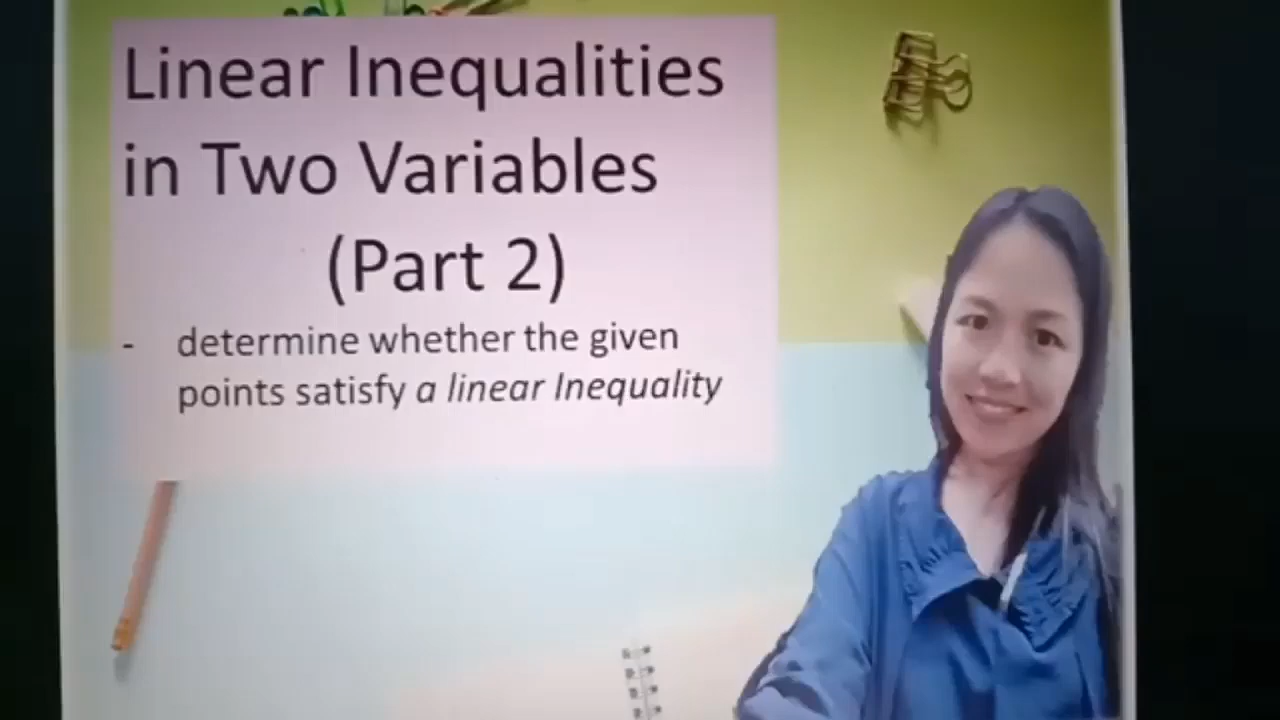 Linear Inequalities
in Two Variables
(Part 2)
- determine whether the given
points satisfy a linear Inequality